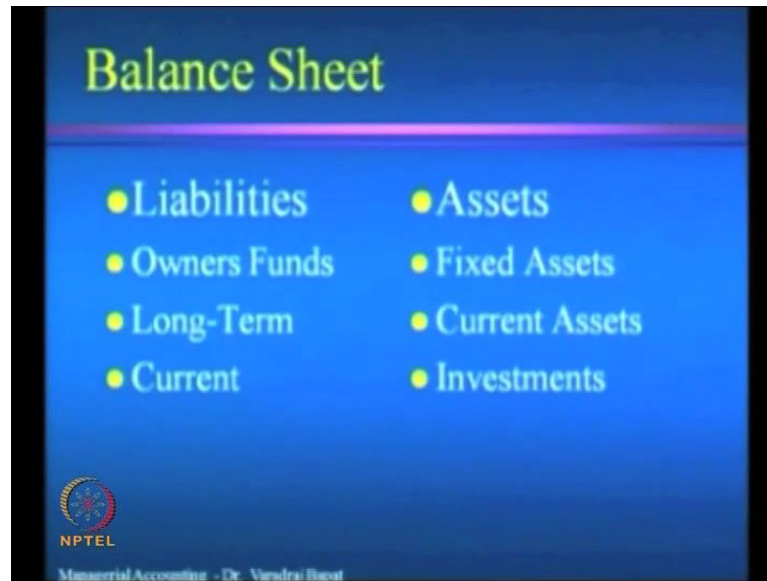 Balance Sheet
Liabilities
Owners Funds
Long-Term
Current
Assets
Fixed Assets
Current Assets
Investments
NPTEL
Managerial Accounting - Dr. Varadraj Bapat